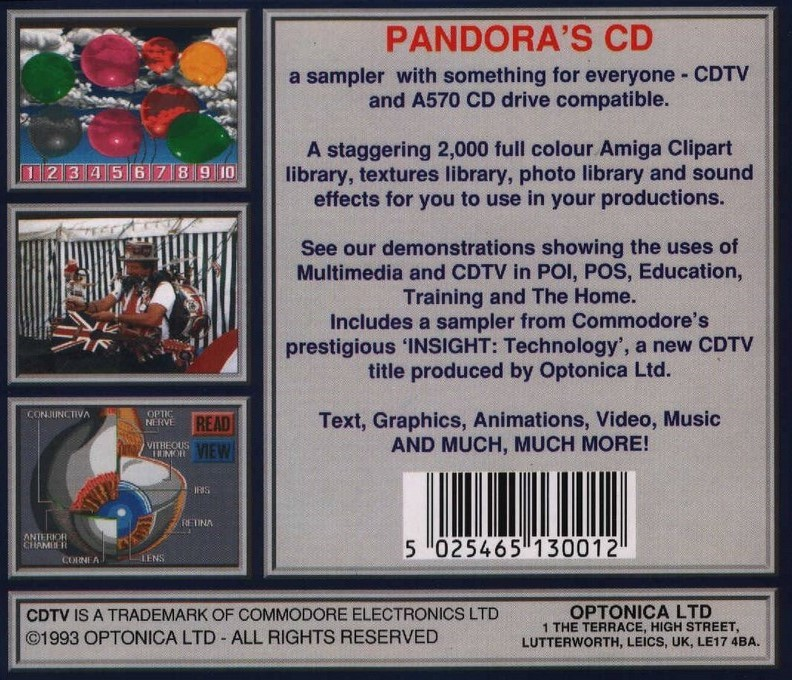 1 2 3 4 5 6 7 8 9 10
CONJUNCTIVA
OPTIC
NERVE
READ
VITREOUS
HUMOR
VIEW
IRIS
RETINA
ANTERIOR
CHAMBER
CORNEA
LENS
PANDORA'S CD
a sampler with something for everyone - CDTV
and A570 CD drive compatible.
A staggering 2,000 full colour Amiga Clipart
library, textures library, photo library and sound
effects for you to use in your productions.
See our demonstrations showing the uses of
Multimedia and CDTV in POI, POS, Education,
Training and The Home.
Includes a sampler from Commodore's
prestigious 'INSIGHT: Technology', a new CDTV
title produced by Optonica Ltd.
Text, Graphics, Animations, Video, Music
AND MUCH, MUCH MORE!
5 025465 130012
CDTV IS A TRADEMARK OF COMMODORE ELECTRONICS LTD
©1993 OPTONICA LTD - ALL RIGHTS RESERVED
OPTONICA LTD
1 THE TERRACE, HIGH STREET,
LUTTERWORTH, LEICS, UK, LE17 4BA.